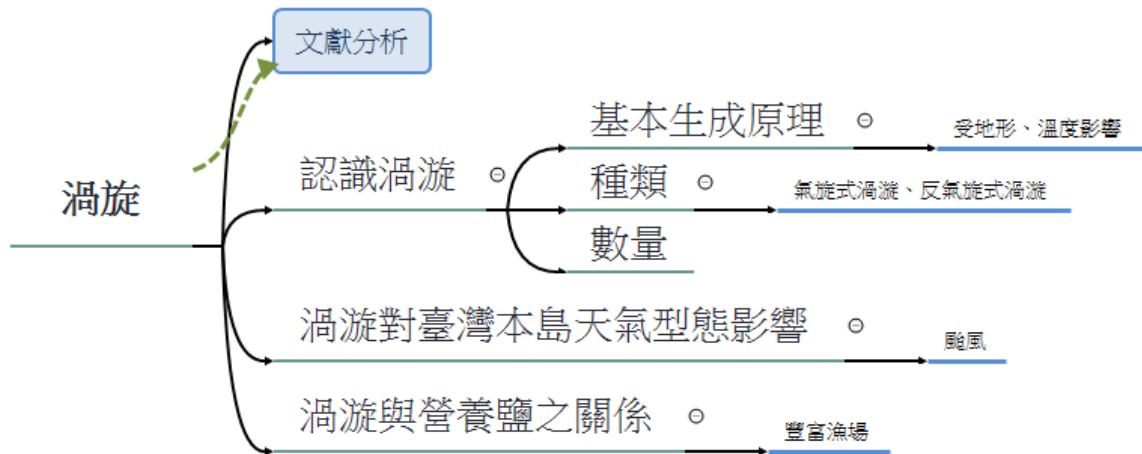 文獻分析
基本生成原理
受地形、溫度影響
認識渦漩
種類
氣旋式渦漩、反氣旋式渦漩
渦旋
數量
渦漩對臺灣本島天氣型態影響
颱風
渦漩與營養鹽之關係
豐富漁場